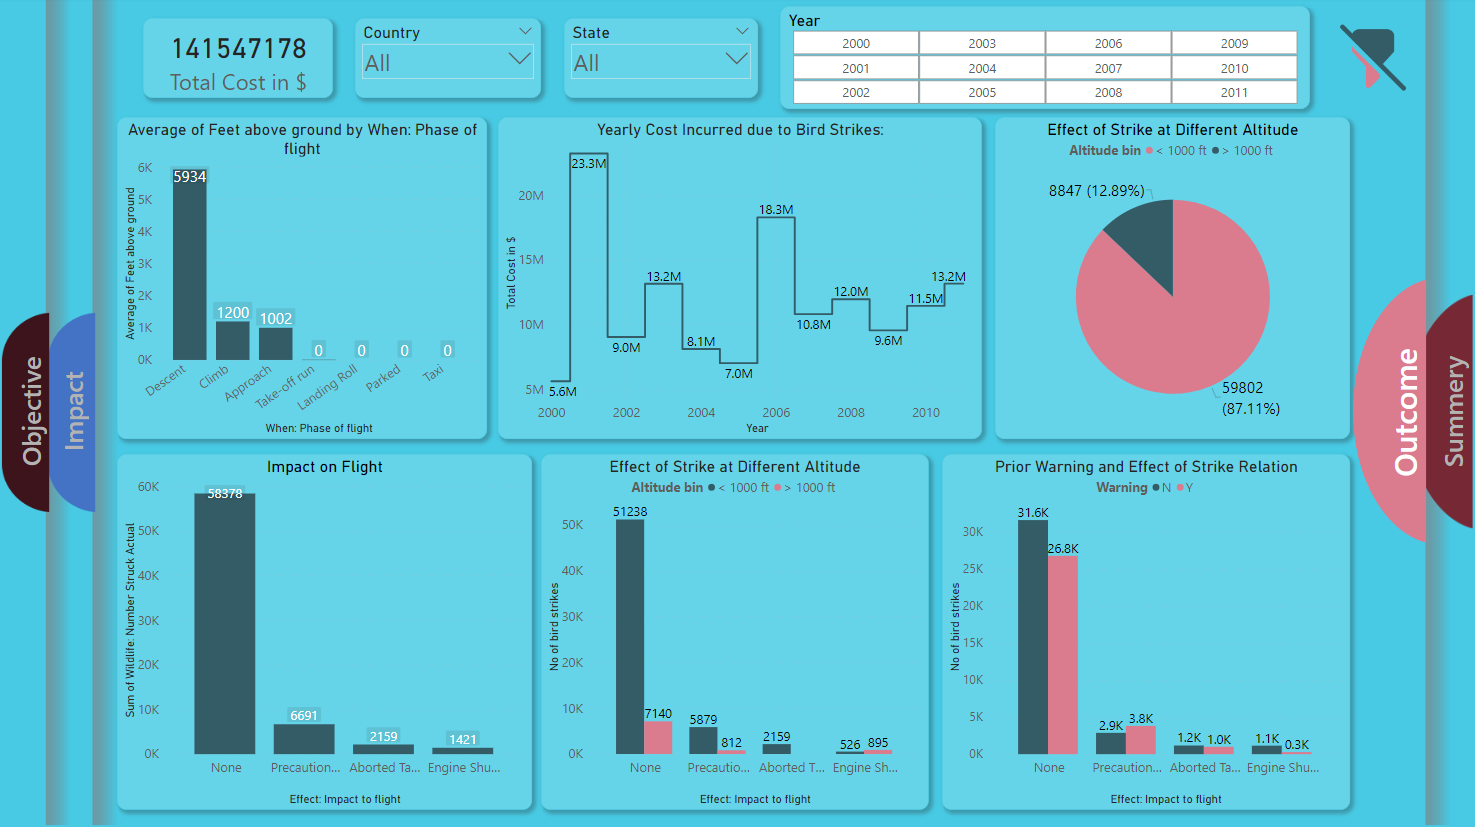 141547178
Total Cost in $
Country
All
State
All
Year
2000 2003 2006 2009
2001 2004 2007 2010
2002 2005 2008 2011
Objective
Impact
Average of Feet above ground by When: Phase of
flight
Average of Feet above ground
6K
5K
4K
3K
2K
1K
0K
5934
1200
1002
0
0
0
0
Descent
Climb
Approach
Take-off run
Landing Roll
Parked
Taxi
When: Phase of flight
Yearly Cost Incurred due to Bird Strikes:
Total Cost in $
20M
15M
10M
5M
5.6M
23.3M
9.0M
13.2M
8.1M
7.0M
18.3M
10.8M
12.0M
9.6M
11.5M
13.2M
2000 2002 2004 2006 2008 2010
Year
Effect of Strike at Different Altitude
Altitude bin < 1000 ft > 1000 ft
8847 (12.89%)
59802
(87.11%)
Outcome
Summery
Impact on Flight
Sum of Wildlife: Number Struck Actual
60K
50K
40K
30K
20K
10K
0K
58378
6691
2159
1421
None Precaution... Aborted Ta... Engine Shu...
Effect: Impact to flight
Effect of Strike at Different Altitude
Altitude bin < 1000 ft > 1000 ft
No of bird strikes
50K
40K
30K
20K
10K
0K
51238
7140
5879
812
2159
526
895
None Precautio... Aborted T... Engine Sh...
Effect: Impact to flight
Prior Warning and Effect of Strike Relation
Warning N Y
No of bird strikes
30K
25K
20K
15K
10K
5K
0K
31.6K
26.8K
2.9K
3.8K
1.2K
1.0K
1.1K
0.3K
None Precaution... Aborted Ta... Engine Shu...
Effect: Impact to flight